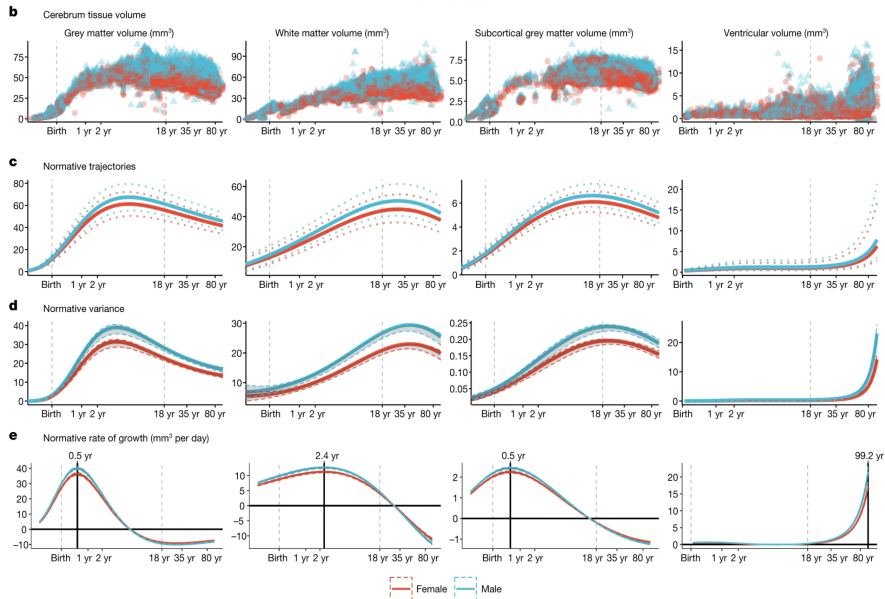 b Cerebrum tissue volume
Grey matter volume (mm³) White matter volume (mm³) Subcortical grey matter volume (mm³) Ventricular volume (mm³)
75 90 7.5 15
50 60 5.0 10
25 30 2.5 5
0 0 0.0 0
Birth 1 yr 2 yr 18 yr 35 yr 80 yr Birth 1 yr 2 yr 18 yr 35 yr 80 yr Birth 1 yr 2 yr 18 yr 35 yr 80 yr Birth 1 yr 2 yr 18 yr 35 yr 80 yr
c Normative trajectories
80 60 6 20
60 40 4 15
40 20 2 10
20 0 5
0 0
Birth 1 yr 2 yr 18 yr 35 yr 80 yr Birth 1 yr 2 yr 18 yr 35 yr 80 yr Birth 1 yr 2 yr 18 yr 35 yr 80 yr Birth 1 yr 2 yr 18 yr 35 yr 80 yr
d Normative variance
40 30 0.25 20
30 20 0.20 10
20 10 0.15 0
10 0.10
0 0.05
Birth 1 yr 2 yr 18 yr 35 yr 80 yr Birth 1 yr 2 yr 18 yr 35 yr 80 yr Birth 1 yr 2 yr 18 yr 35 yr 80 yr Birth 1 yr 2 yr 18 yr 35 yr 80 yr
e Normative rate of growth (mm³ per day)
0.5 yr 2.4 yr 0.5 yr 99.2 yr
40 10 2 20
30 5 1 15
20 0 0 10
10 −5 −1 5
0 −10 0
−10
Birth 1 yr 2 yr 18 yr 35 yr 80 yr Birth 1 yr 2 yr 18 yr 35 yr 80 yr Birth 1 yr 2 yr 18 yr 35 yr 80 yr Birth 1 yr 2 yr 18 yr 35 yr 80 yr
Female Male